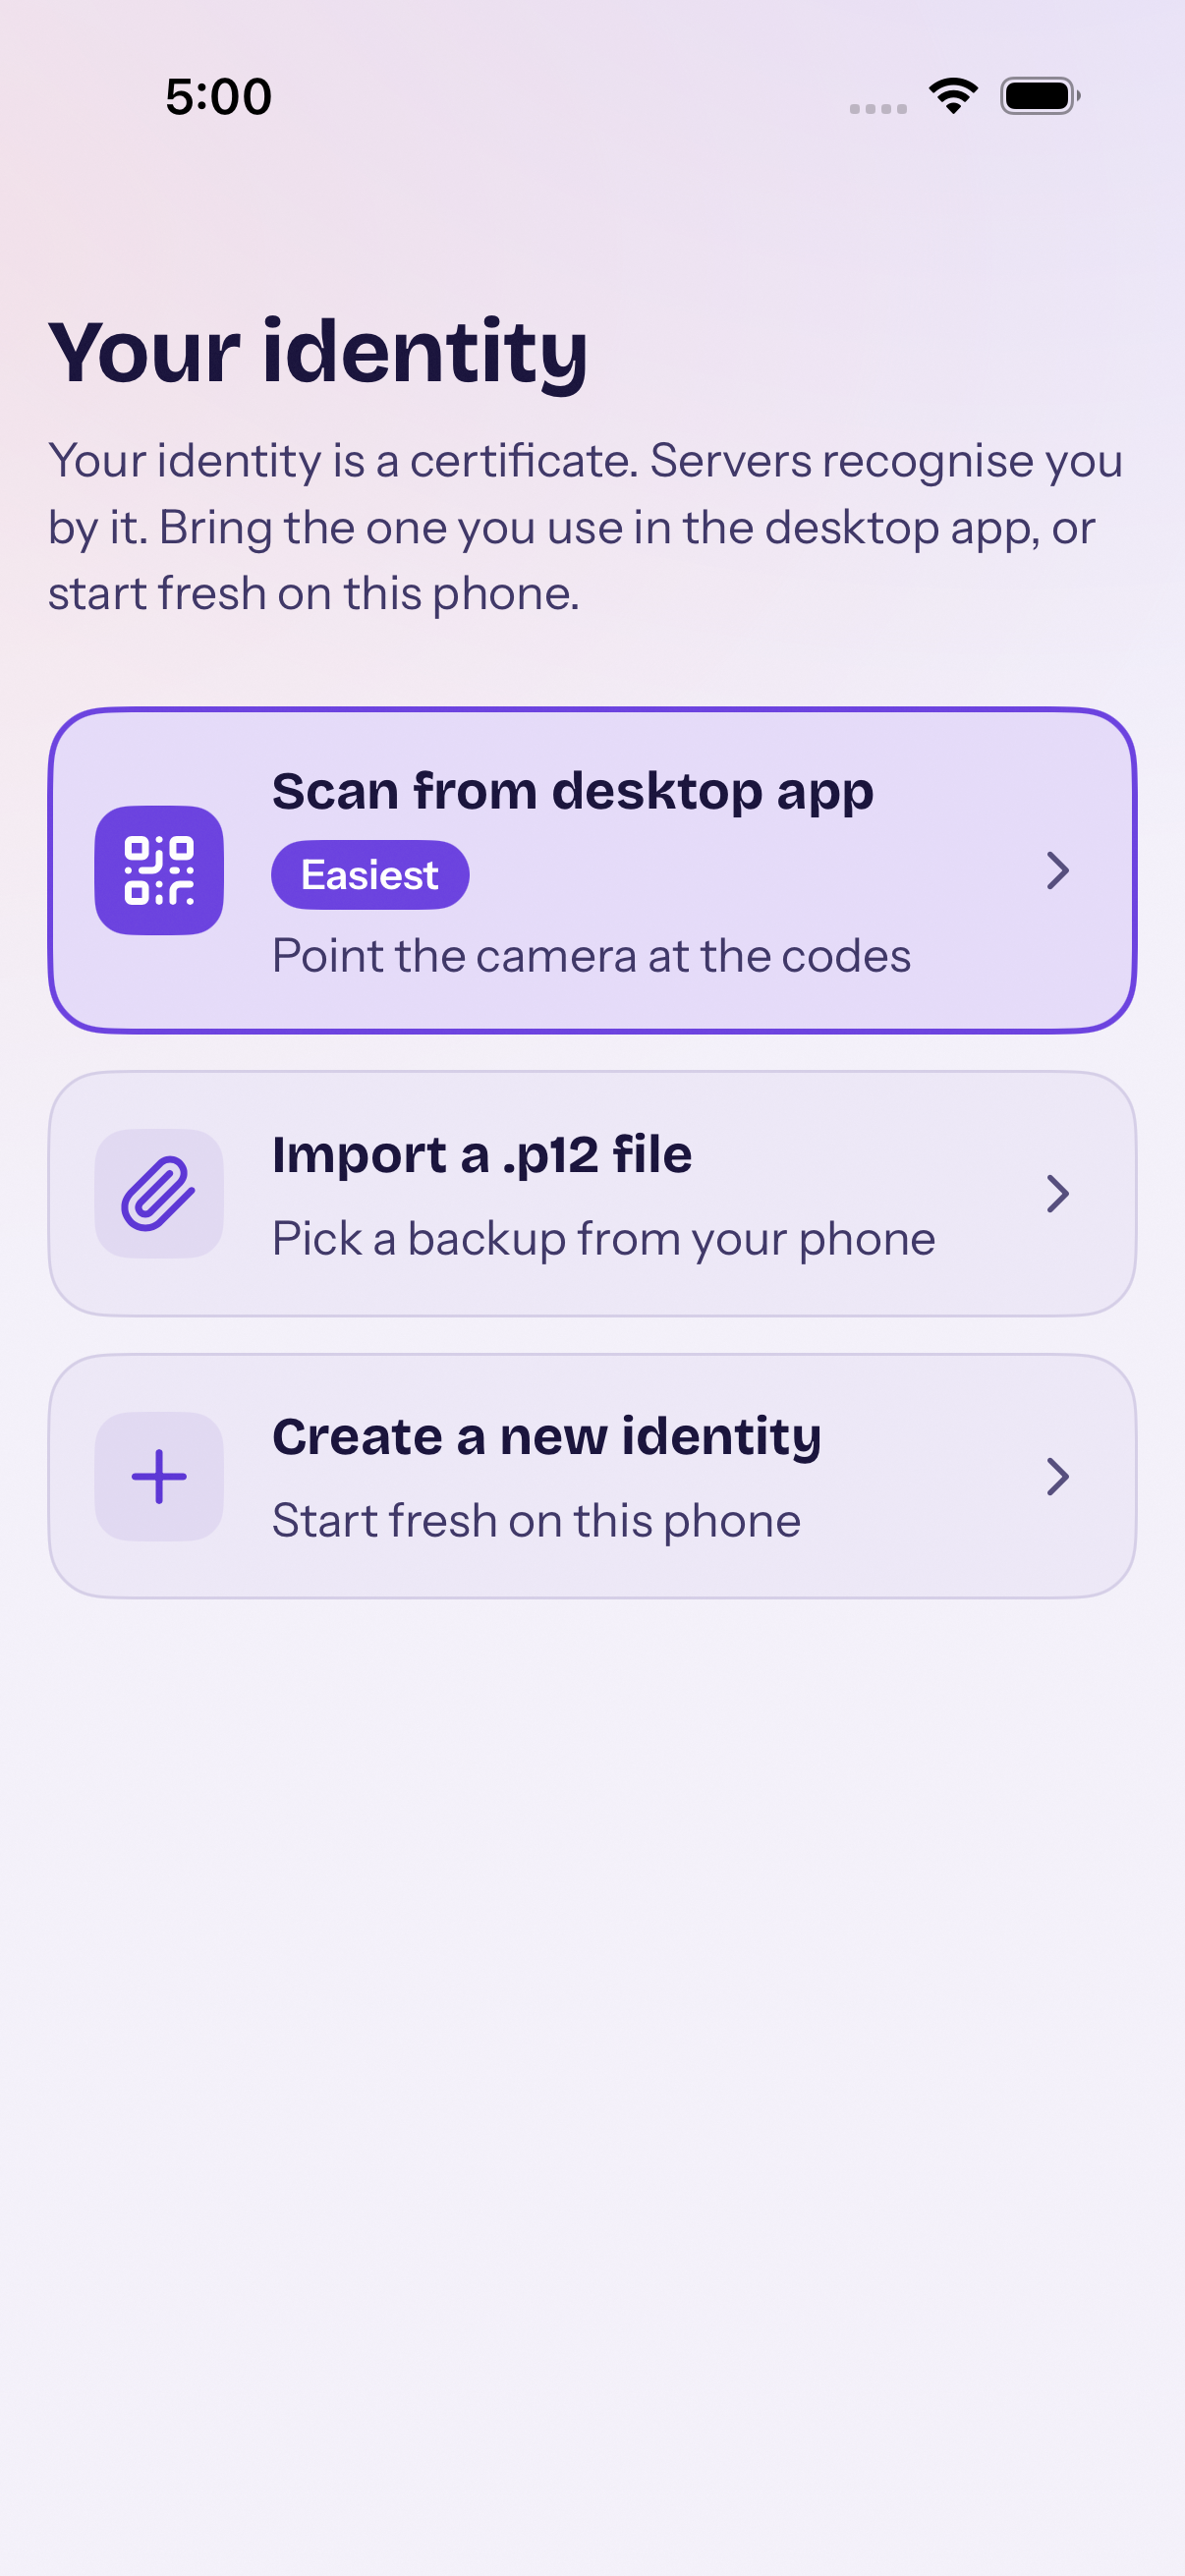 5:00
Your identity
Your identity is a certificate. Servers recognise you
by it. Bring the one you use in the desktop app, or
start fresh on this phone.
Scan from desktop app
Easiest
Point the camera at the codes
Import a .p12 file
Pick a backup from your phone
Create a new identity
Start fresh on this phone